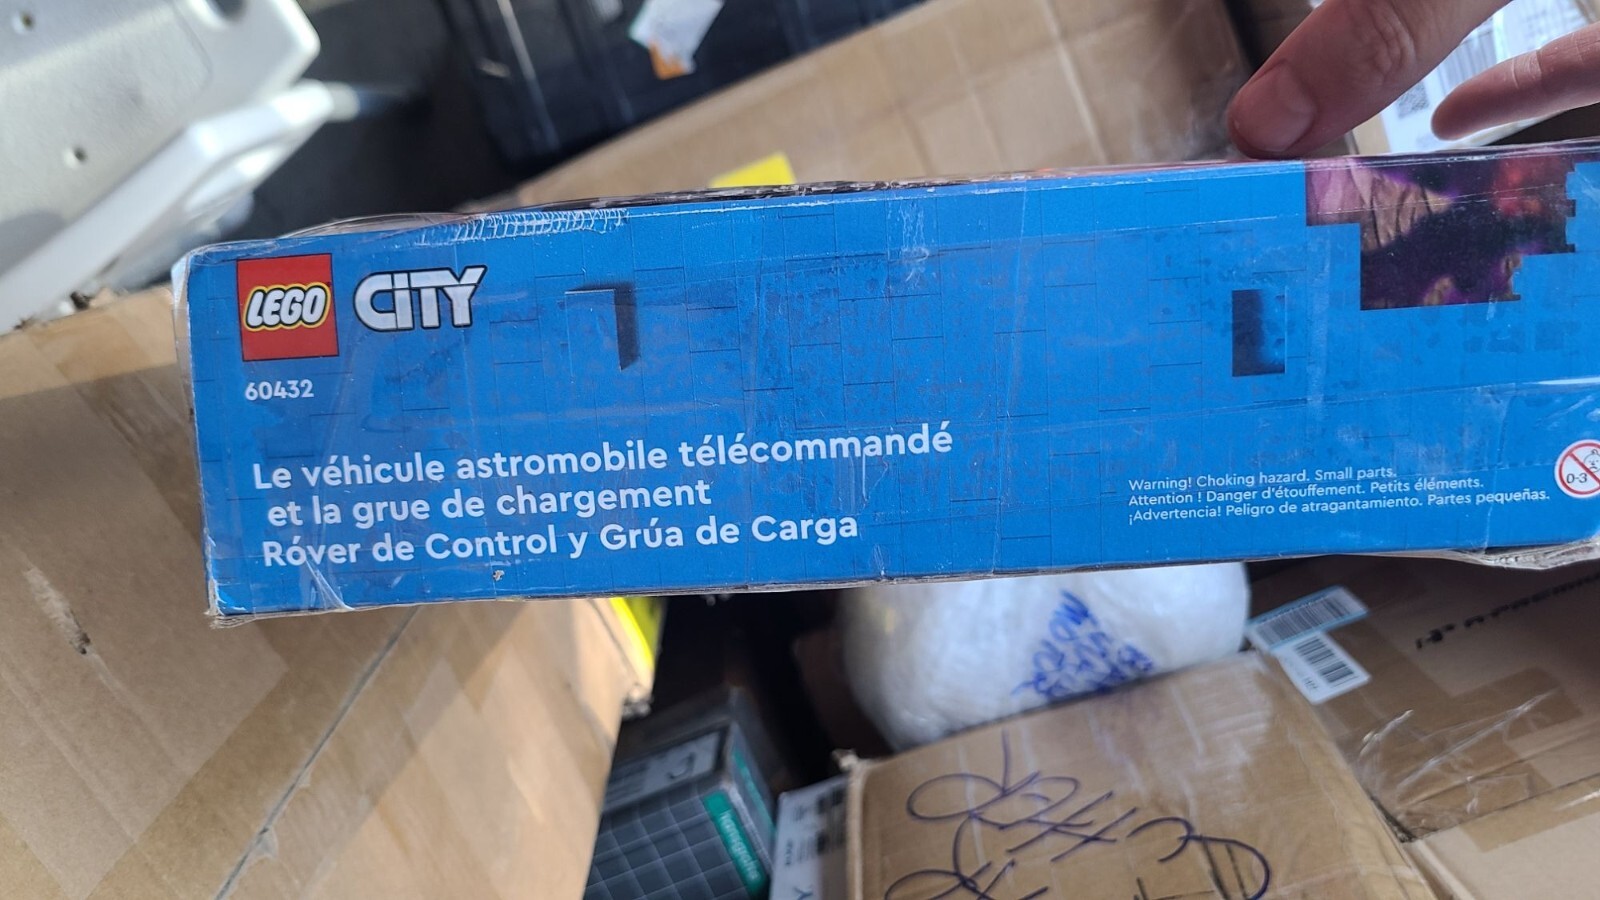 LEGO CITY
60432
Le véhicule astromobile télécommandé
et la grue de chargement
Róver de Control y Grúa de Carga
Warning! Choking hazard. Small parts.
Attention ! Danger d'étouffement. Petits éléments.
¡Advertencia! Peligro de atragantamiento. Partes pequeñas.
0-3
hansgrohe